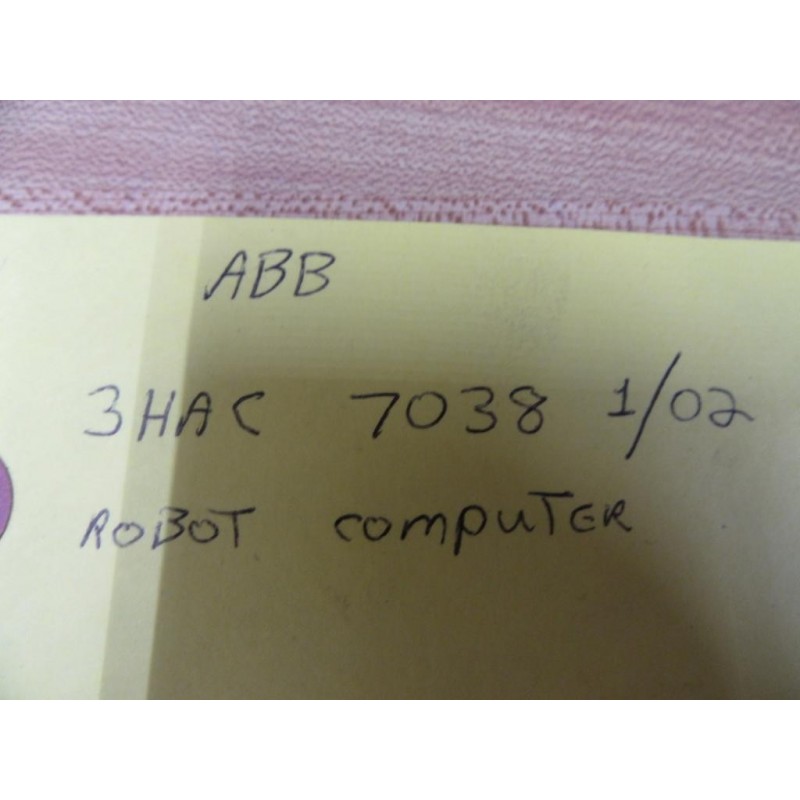 ABB
3HAC 7038 1/02
ROBOT COMPUTER